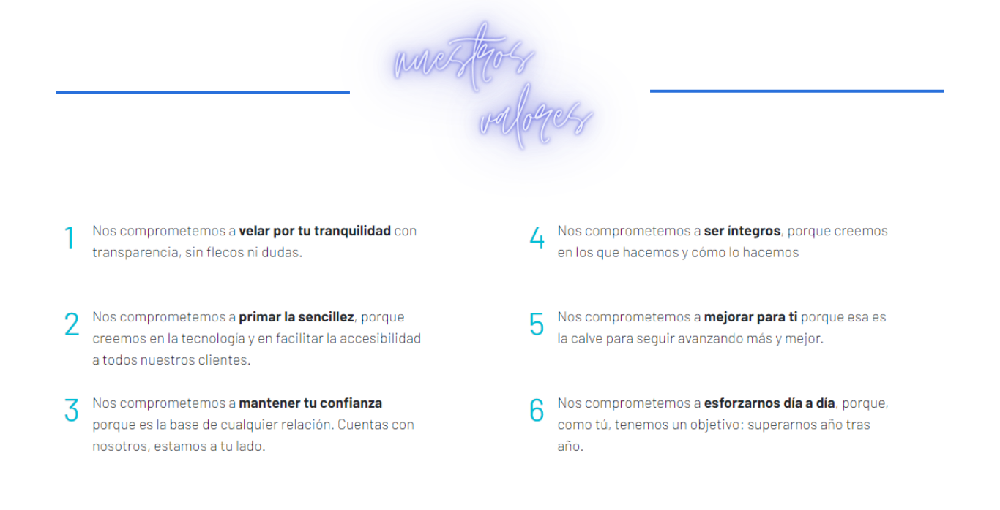 nuestros
valores
1
Nos comprometemos a velar por tu tranquilidad con
transparencia, sin flecos ni dudas.
2
Nos comprometemos a primar la sencillez, porque
creemos en la tecnología y en facilitar la accesibilidad
a todos nuestros clientes.
3
Nos comprometemos a mantener tu confianza
porque es la base de cualquier relación. Cuentas con
nosotros, estamos a tu lado.
4
Nos comprometemos a ser íntegros, porque creemos
en los que hacemos y cómo lo hacemos
5
Nos comprometemos a mejorar para ti porque esa es
la calve para seguir avanzando más y mejor.
6
Nos comprometemos a esforzarnos día a día, porque,
como tú, tenemos un objetivo: superarnos año tras
año.